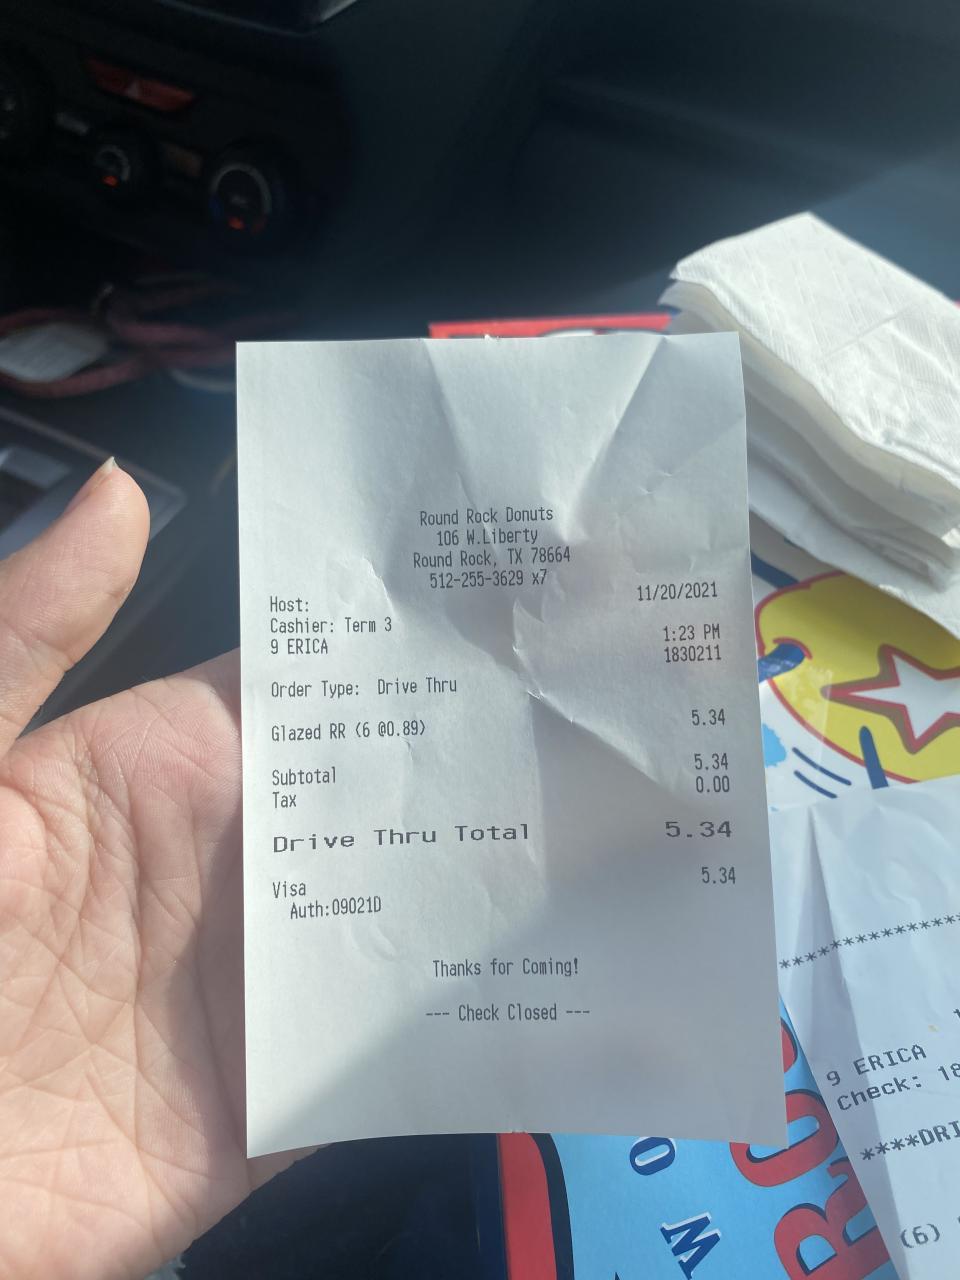 Round Rock Donuts
106 W.Liberty
Round Rock, TX 78664
512-255-3629 x7
Host: 11/20/2021
Cashier: Term 3 1:23 PM
9 ERICA 1830211
Order Type: Drive Thru
Glazed RR (6 @0.89) 5.34
Subtotal 5.34
Tax 0.00
Drive Thru Total 5.34
Visa 5.34
Auth:09021D
Thanks for Coming!
--- Check Closed ---
9 ERICA
Check: 18
****DRI
(6)